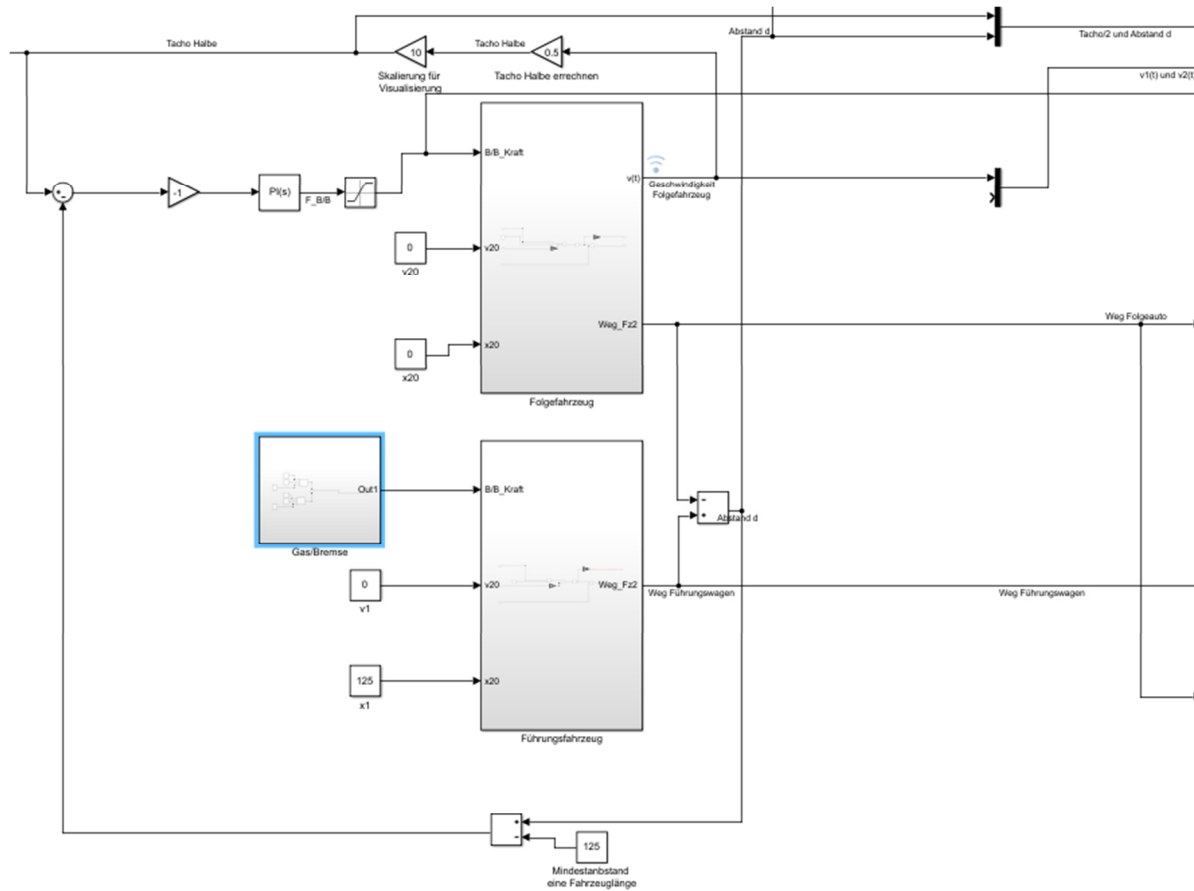 Abstand d
Tacho/2 und Abstand d
Tacho Halbe
10
Tacho Halbe
0.5
Skalierung für
Visualisierung
Tacho Halbe errechnen
v1(t) und v2(t
B/B_Kraft
v(t)
Geschwindigkeit
Folgefahrzeug
-1
PI(s)
F_B/B
0
v20
v20
Weg_Fz2
Weg Folgeauto
0
x20
x20
Folgefahrzeug
Out1
B/B_Kraft
Abstand d
Gas/Bremse
0
v1
v20
Weg_Fz2
Weg Führungswagen
Weg Führungswagen
125
x1
x20
Führungsfahrzeug
125
Mindestanbstand
eine Fahrzeuglänge